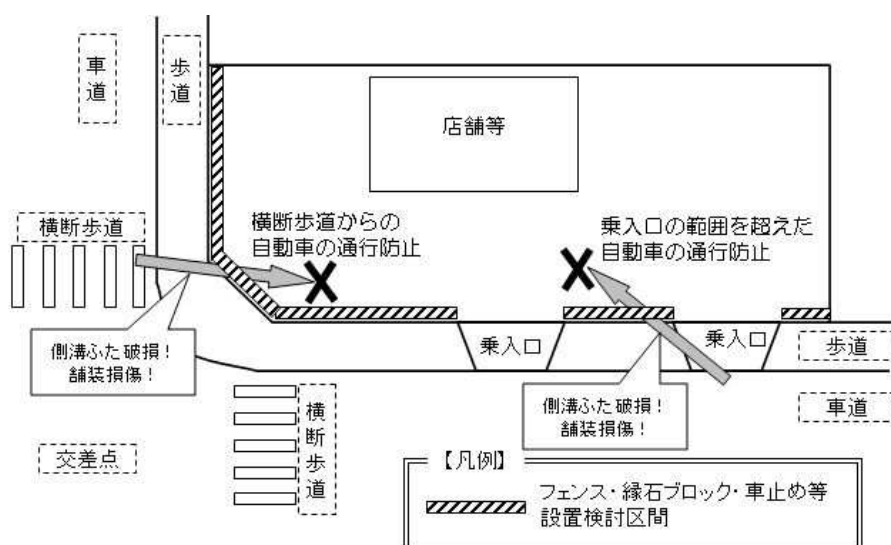 車道
歩道
店舗等
横断歩道
横断歩道からの
自動車の通行防止
乗入口の範囲を超えた
自動車の通行防止
側溝ふた破損！
舗装損傷！
乗入口
乗入口
歩道
側溝ふた破損！
舗装損傷！
車道
横断歩道
交差点
【凡例】
フェンス・縁石ブロック・車止め等
設置検討区間